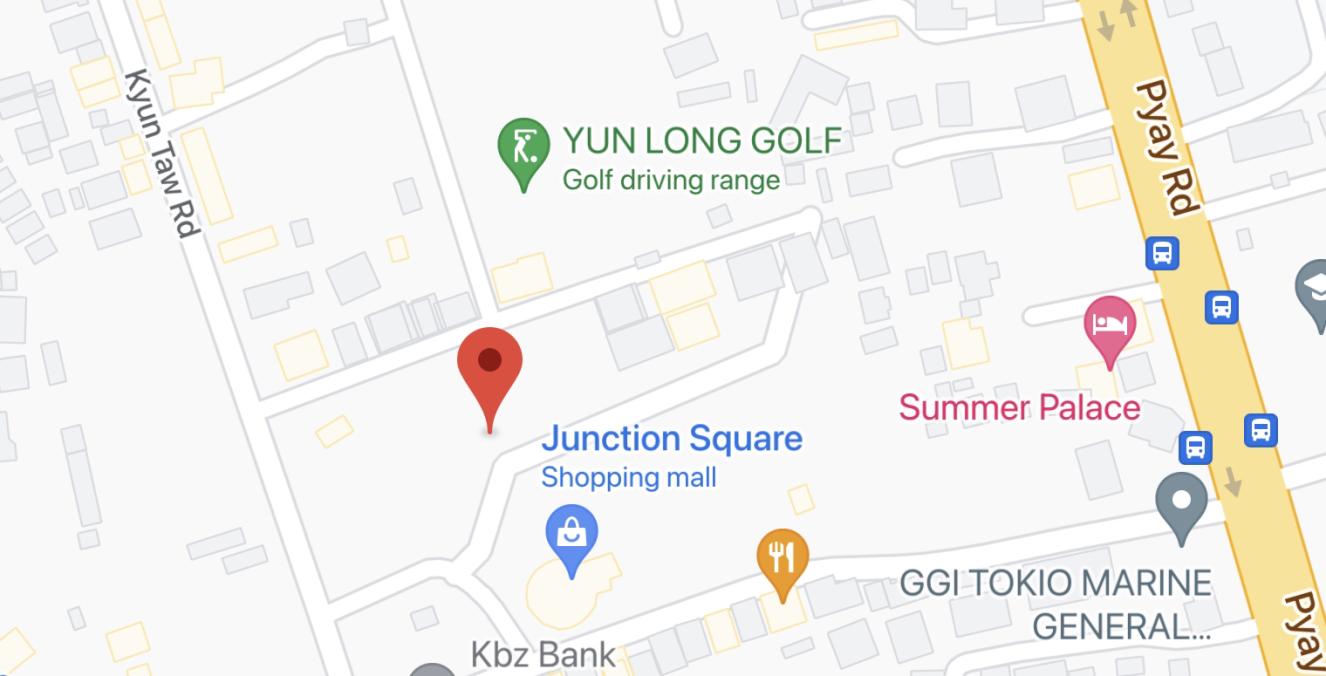 Kyun Taw Rd
Pyay Rd
YUN LONG GOLF
Golf driving range
Summer Palace
Junction Square
Shopping mall
GGI TOKIO MARINE
GENERAL...
Pyay
Kbz Bank